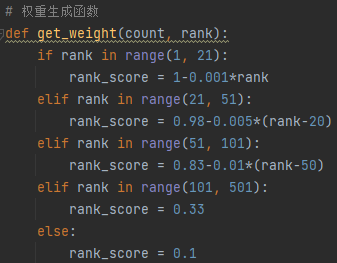 # 权重生成函数
def get_weight(count, rank):
    if rank in range(1, 21):
        rank_score = 1-0.001*rank
    elif rank in range(21, 51):
        rank_score = 0.98-0.005*(rank-20)
    elif rank in range(51, 101):
        rank_score = 0.83-0.01*(rank-50)
    elif rank in range(101, 501):
        rank_score = 0.33
    else:
        rank_score = 0.1